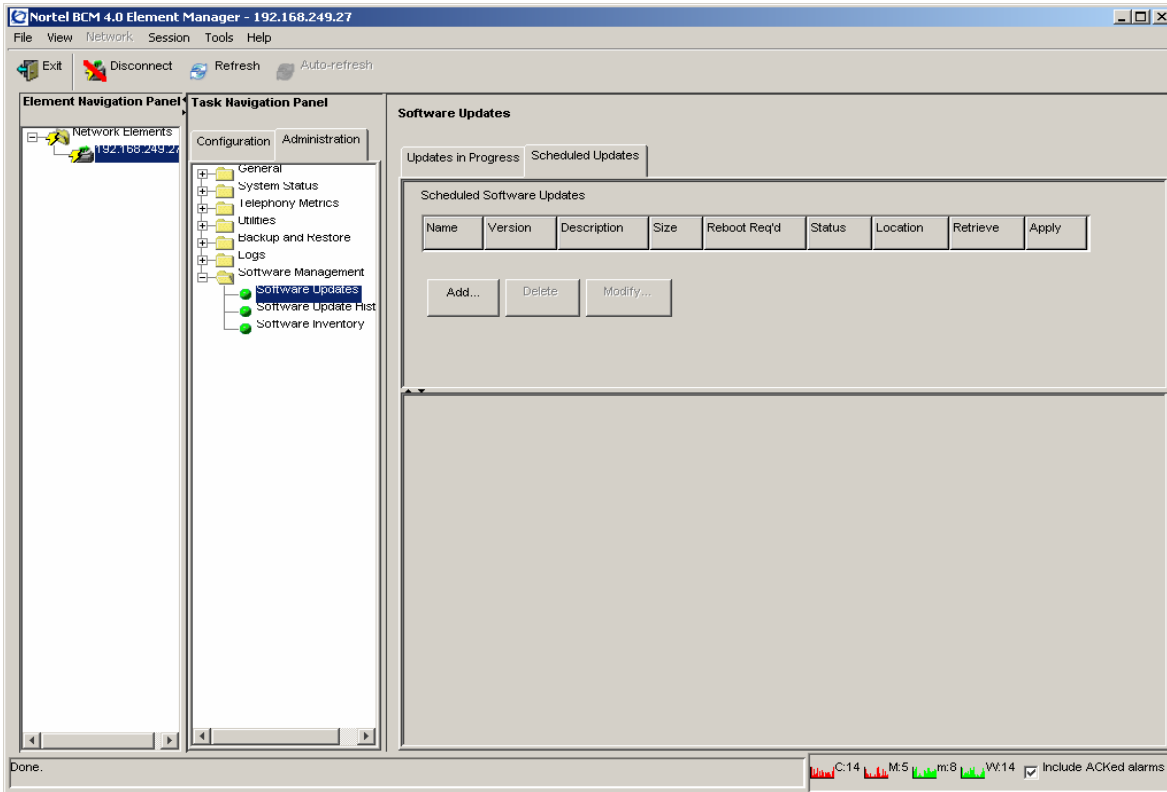 Nortel BCM 4.0 Element Manager - 192.168.249.27
File View Network Session Tools Help
Exit Disconnect Refresh Auto-refresh
Element Navigation Panel
Network Elements
192.168.249.27
Task Navigation Panel
Configuration Administration
General
System Status
Telephony Metrics
Utilities
Backup and Restore
Logs
Software Management
Software Updates
Software Update Hist
Software Inventory
Software Updates
Updates in Progress Scheduled Updates
Scheduled Software Updates
Name Version Description Size Reboot Req'd Status Location Retrieve Apply
Add... Delete Modify...
Done.
C:14 M:5 m:8 W:14 Include ACKed alarms